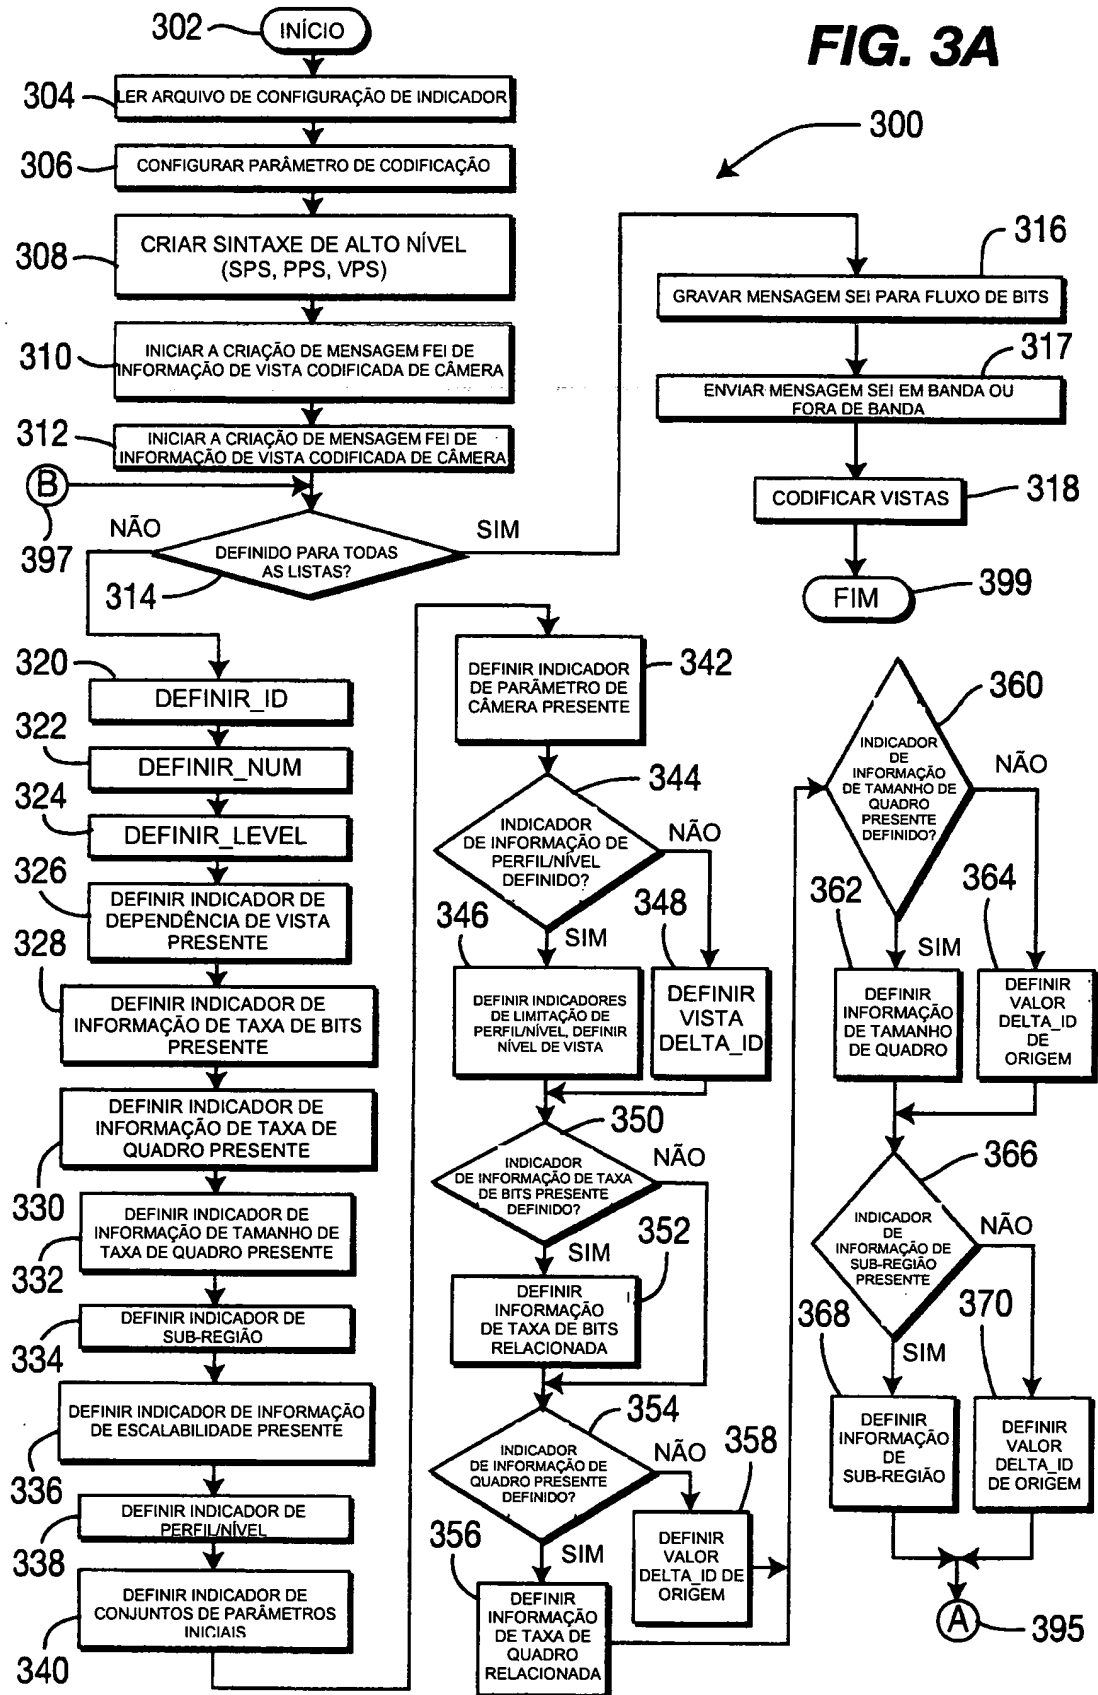 FIG. 3A
300
302
INÍCIO
304
LER ARQUIVO DE CONFIGURAÇÃO DE INDICADOR
306
CONFIGURAR PARÂMETRO DE CODIFICAÇÃO
308
CRIAR SINTAXE DE ALTO NÍVEL
(SPS, PPS, VPS)
310
INICIAR A CRIAÇÃO DE MENSAGEM FEI DE
INFORMAÇÃO DE VISTA CODIFICADA DE CÂMERA
312
INICIAR A CRIAÇÃO DE MENSAGEM FEI DE
INFORMAÇÃO DE VISTA CODIFICADA DE CÂMERA
B
397
NÃO
SIM
DEFINIDO PARA TODAS
AS LISTAS?
314
316
GRAVAR MENSAGEM SEI PARA FLUXO DE BITS
317
ENVIAR MENSAGEM SEI EM BANDA OU
FORA DE BANDA
CODIFICAR VISTAS
318
FIM
399
320
DEFINIR_ID
322
DEFINIR_NUM
324
DEFINIR_LEVEL
326
DEFINIR INDICADOR DE
DEPENDÊNCIA DE VISTA
PRESENTE
328
DEFINIR INDICADOR DE
INFORMAÇÃO DE TAXA DE BITS
PRESENTE
DEFINIR INDICADOR DE
INFORMAÇÃO DE TAXA DE
QUADRO PRESENTE
330
DEFINIR INDICADOR DE
INFORMAÇÃO DE TAMANHO DE
TAXA DE QUADRO PRESENTE
332
DEFINIR INDICADOR DE
SUB-REGIÃO
334
DEFINIR INDICADOR DE INFORMAÇÃO
DE ESCALABILIDADE PRESENTE
336
DEFINIR INDICADOR DE
PERFIL/NÍVEL
338
DEFINIR INDICADOR DE
CONJUNTOS DE PARÂMETROS
INICIAIS
340
DEFINIR INDICADOR
DE PARÂMETRO DE
CÂMERA PRESENTE
342
344
INDICADOR
DE INFORMAÇÃO DE
PERFIL/NÍVEL
DEFINIDO?
NÃO
SIM
346
DEFINIR INDICADORES
DE LIMITAÇÃO DE
PERFIL/NÍVEL, DEFINIR
NÍVEL DE VISTA
348
DEFINIR
VISTA
DELTA_ID
350
INDICADOR
DE INFORMAÇÃO DE TAXA
DE BITS PRESENTE
DEFINIDO?
NÃO
SIM
352
DEFINIR
INFORMAÇÃO
DE TAXA DE BITS
RELACIONADA
354
INDICADOR
DE INFORMAÇÃO DE
QUADRO PRESENTE
DEFINIDO?
NÃO
SIM
356
DEFINIR
INFORMAÇÃO
DE TAXA DE
QUADRO
RELACIONADA
358
DEFINIR
VALOR
DELTA_ID DE
ORIGEM
360
INDICADOR
DE
INFORMAÇÃO
DE TAMANHO DE
QUADRO
PRESENTE
DEFINIDO?
NÃO
SIM
362
DEFINIR
INFORMAÇÃO
DE TAMANHO
DE QUADRO
364
DEFINIR
VALOR
DELTA_ID
DE
ORIGEM
366
INDICADOR
DE
INFORMAÇÃO DE
SUB-REGIÃO
PRESENTE
NÃO
SIM
368
DEFINIR
INFORMAÇÃO
DE
SUB-REGIÃO
370
DEFINIR
VALOR
DELTA_ID
DE ORIGEM
A
395